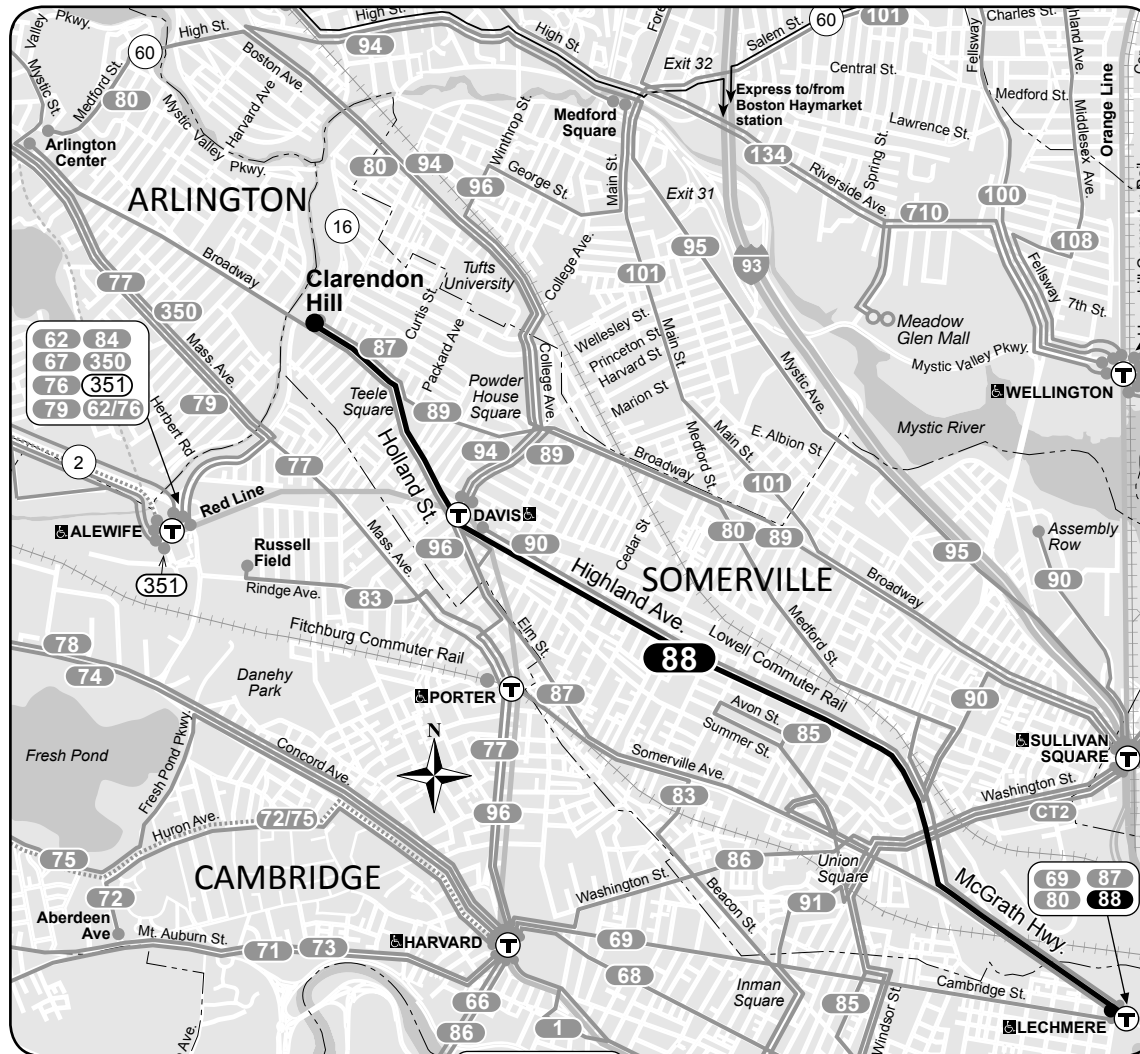 Valley
Pkwy.
High St.
High St.
Fore
Salem St.
60
101
Charles St.
hland Ave.
60
94
Boston Ave.
High St.
Exit 32
Fellsway
Mystic St.
Medford St.
80
Harvard Ave
Mystic Valley Pkwy.
Central St.
Medford St.
Orange Line
Express to/from
Boston Haymarket
station
Medford
Square
Winthrop St.
Lawrence St.
Middlesex Ave.
Arlington
Center
80
94
96
George St.
Main St.
134
Spring St.
Riverside Ave.
100
ARLINGTON
16
Exit 31
710
108
Broadway
College Ave.
95
93
Fellsway
Clarendon
Hill
Tufts
University
101
7th St.
77
350
Curtis St.
Packard Ave
Wellesley St.
Princeton St.
Harvard St.
Main St.
Meadow
Glen Mall
Mystic Valley Pkwy.
62 84
67 350
76 351
79 62/76
Mass. Ave.
87
Teele
Square
Powder
House
Square
College Ave.
Marion St
Mystic Ave.
T
WELLINGTON
Herbert Rd
79
89
Holland St.
Mystic River
2
77
94
89
Medford St.
Main St.
E. Albion St
Broadway
101
Red Line
T
DAVIS
ALEWIFE
T
Mass. Ave.
96
90
Cedar St
80
89
95
Assembly
Row
351
Russell
Field
Rindge Ave.
83
Highland Ave.
SOMERVILLE
Broadway
90
Fitchburg Commuter Rail
Elm St.
Medford St.
Lowell Commuter Rail
78
74
88
Danehy
Park
PORTER
T
87
Avon St.
85
Summer St.
90
N
SULLIVAN
SQUARE
T
Fresh Pond
Fresh Pond Pkwy.
Concord Ave.
77
Somerville Ave.
83
Washington St.
CT2
Huron Ave.
72/75
96
75
CAMBRIDGE
86
Union
Square
Washington St.
72
Beacon St.
91
McGrath Hwy.
69 87
80 88
Aberdeen
Ave
Mt. Auburn St.
71
73
HARVARD
T
69
68
Inman
Square
Cambridge St.
66
86
1
85
Windsor St.
LECHMERE
T
Ave.